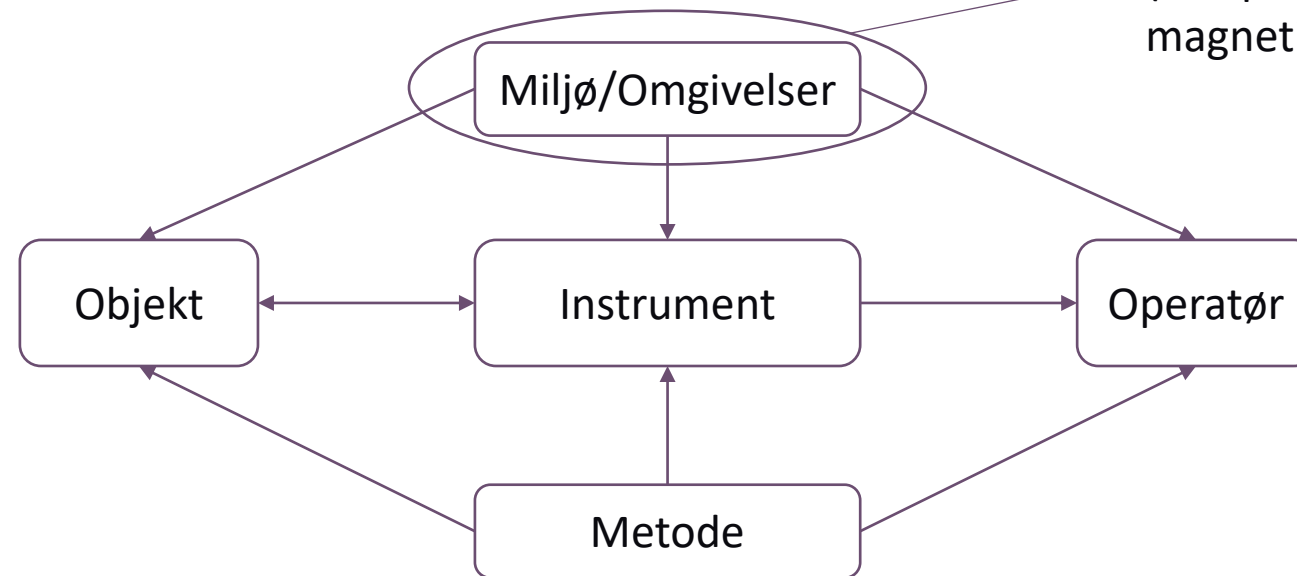 magnet
Miljø/Omgivelser
Objekt
Instrument
Operatør
Metode